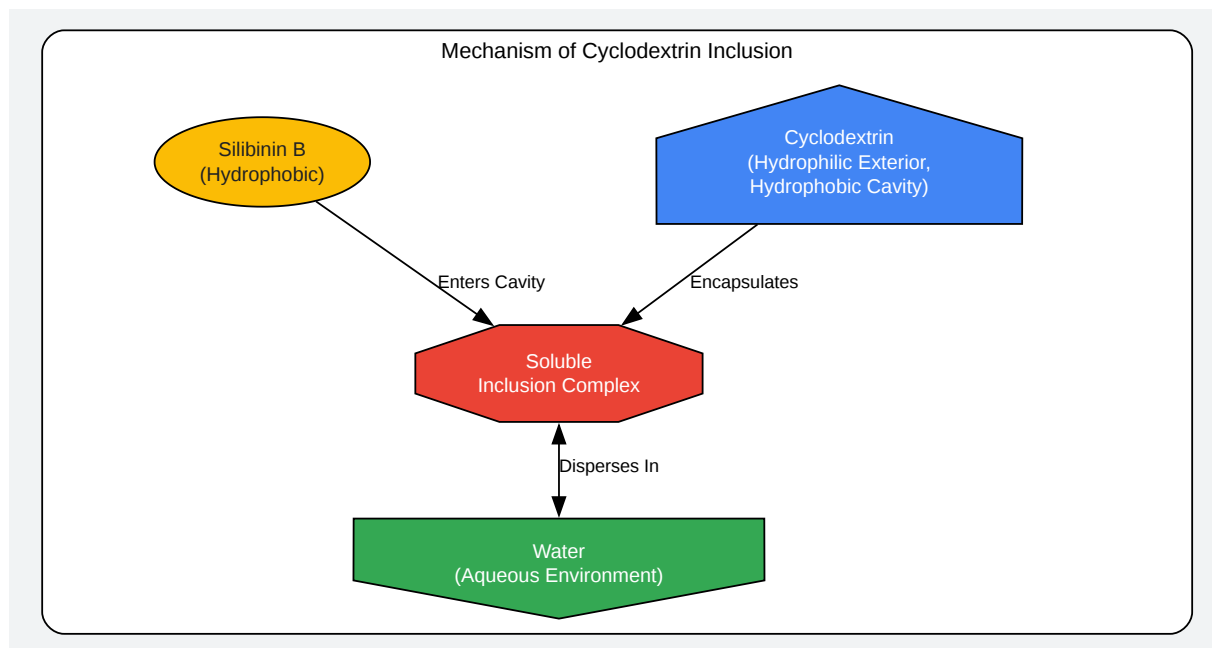 Mechanism of Cyclodextrin Inclusion
Silibinin B
(Hydrophobic)
Cyclodextrin
(Hydrophilic Exterior,
Hydrophobic Cavity)
Enters Cavity
Encapsulates
Soluble
Inclusion Complex
Disperses In
Water
(Aqueous Environment)